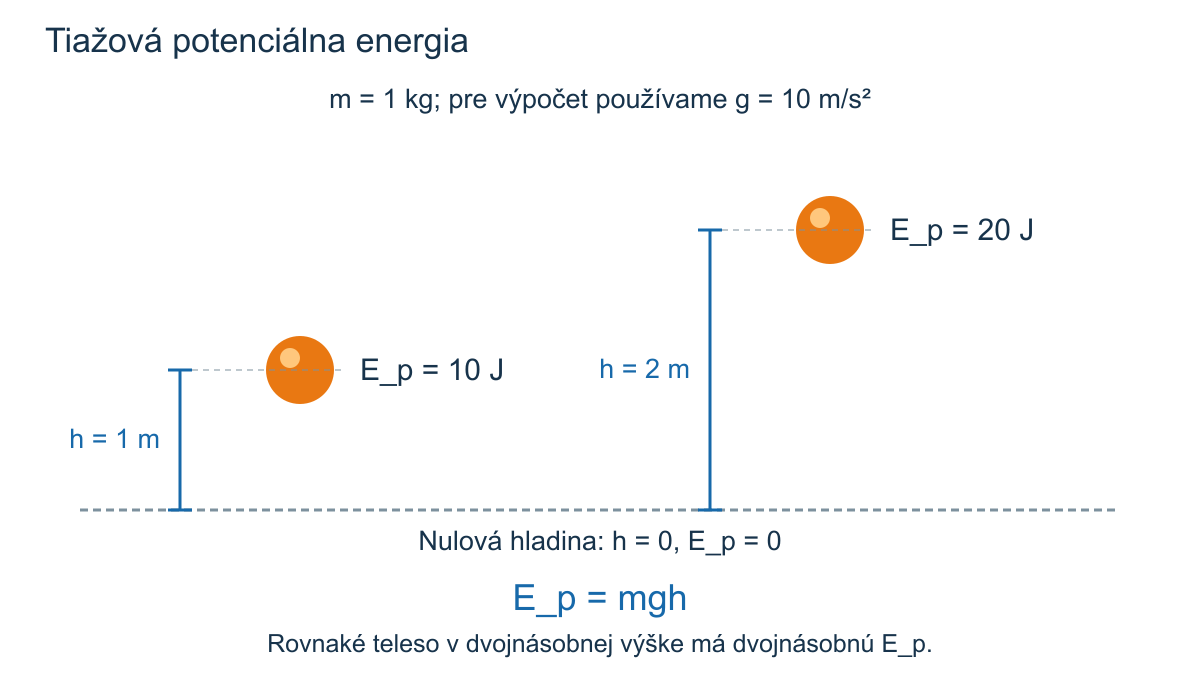 Tiažová potenciálna energia
m = 1 kg; pre výpočet používame g = 10 m/s²
E_p = 20 J
E_p = 10 J
h = 2 m
h = 1 m
Nulová hladina: h = 0, E_p = 0
E_p = mgh
Rovnaké teleso v dvojnásobnej výške má dvojnásobnú E_p.